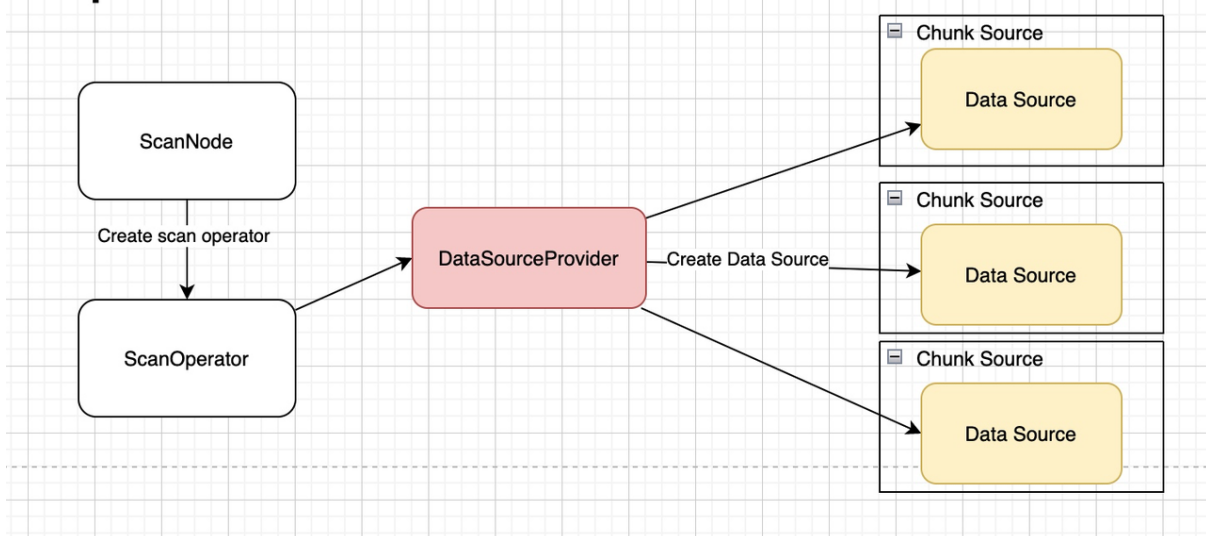 ScanNode
Create scan operator
ScanOperator
DataSourceProvider
Create Data Source
Chunk Source
Data Source
Chunk Source
Data Source
Chunk Source
Data Source